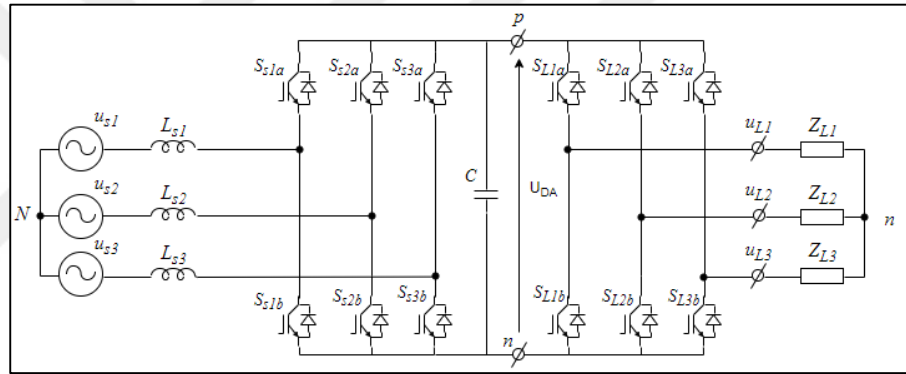 p
S_s1a S_s2a S_s3a S_L1a S_L2a S_L3a
u_s1 L_s1 u_L1 Z_L1
C U_DA
N u_s2 L_s2 u_L2 Z_L2 n
u_s3 L_s3 u_L3 Z_L3
S_s1b S_s2b S_s3b S_L1b S_L2b S_L3b
n